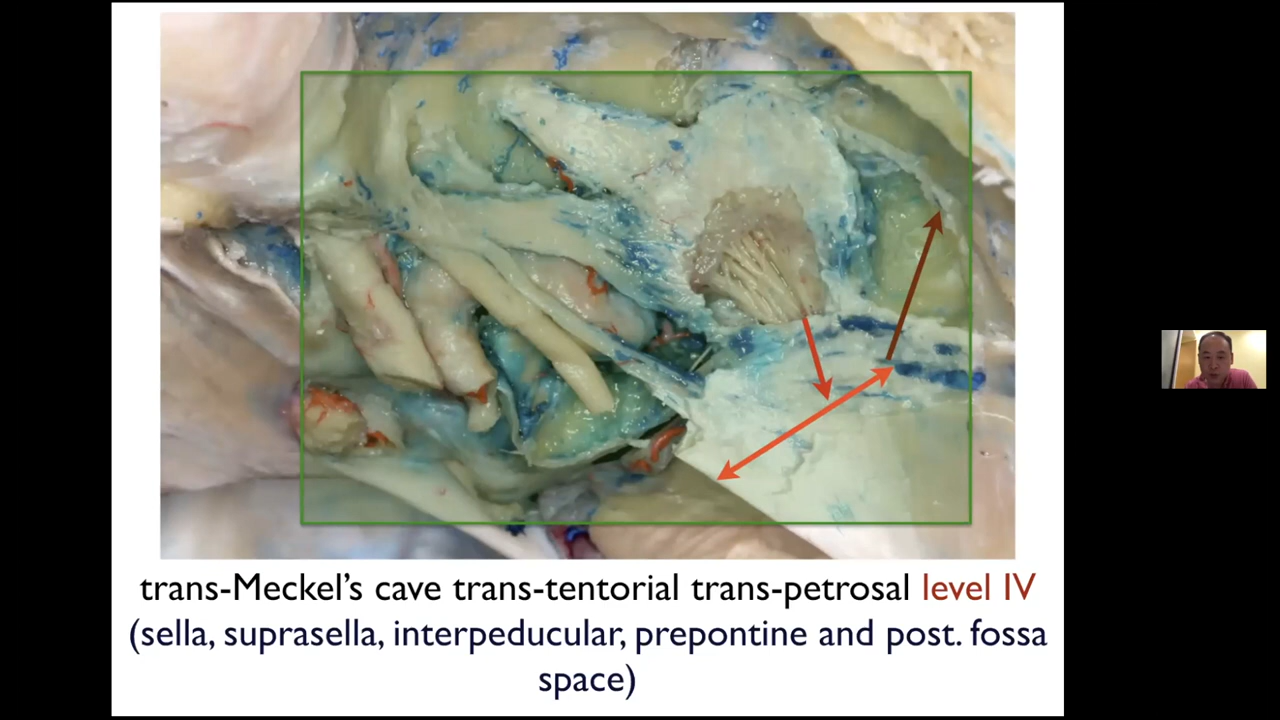 trans-Meckel's cave trans-tentorial trans-petrosal level IV
(sella, suprasella, interpeducular, prepontine and post. fossa
space)